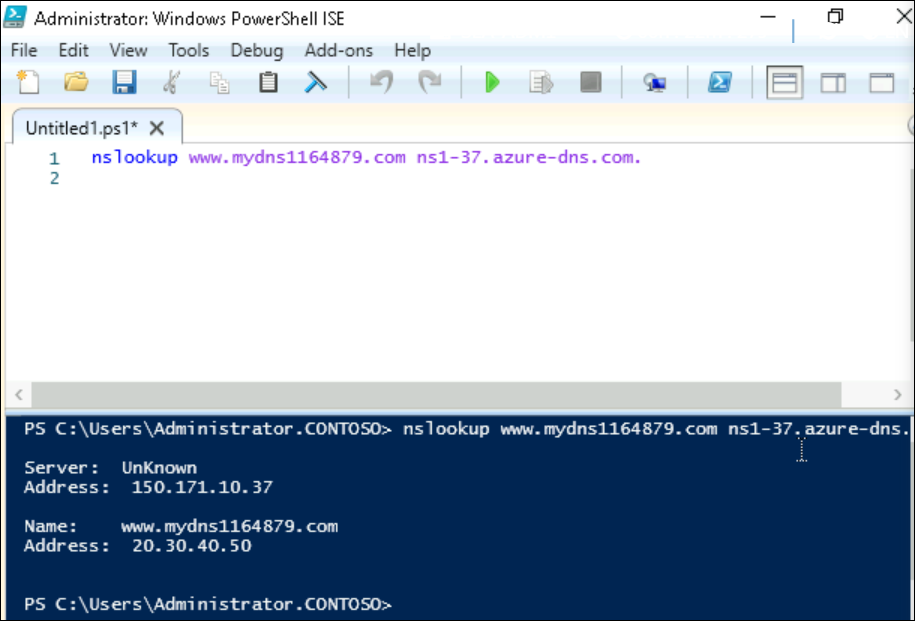 Administrator: Windows PowerShell ISE
File Edit View Tools Debug Add-ons Help
Untitled1.ps1* X
1 nslookup www.mydns1164879.com ns1-37.azure-dns.com.
2
PS C:\Users\Administrator.CONTOSO> nslookup www.mydns1164879.com ns1-37.azure-dns.
Server: UnKnown
Address: 150.171.10.37
Name: www.mydns1164879.com
Address: 20.30.40.50
PS C:\Users\Administrator.CONTOSO>